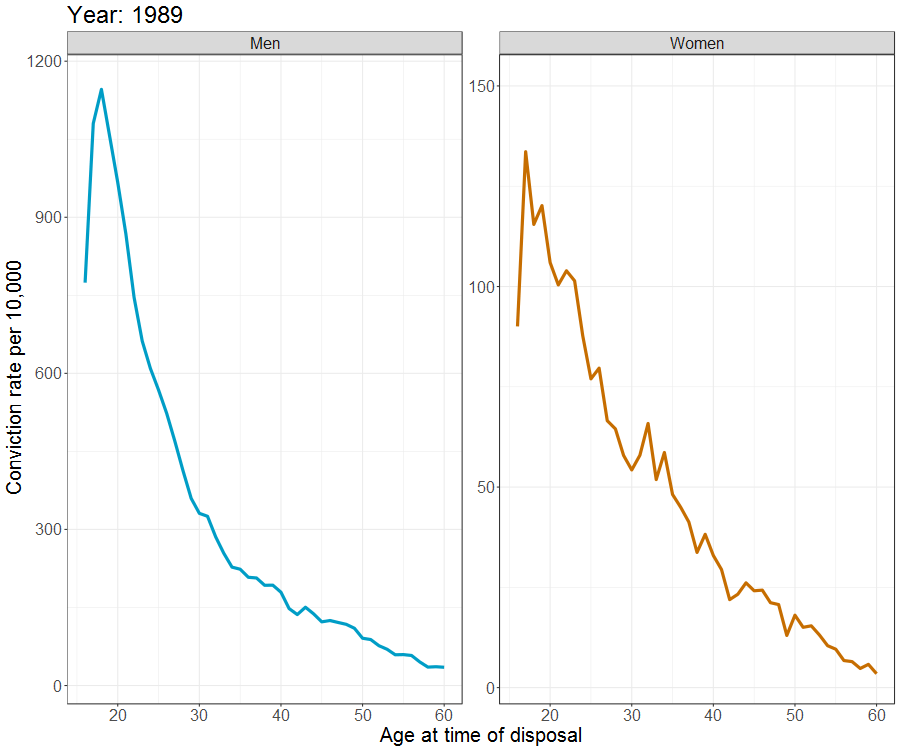 Year: 1989
Men
Women
Conviction rate per 10,000
1200
900
600
300
0
150
100
50
0
20 30 40 50 60
20 30 40 50 60
Age at time of disposal